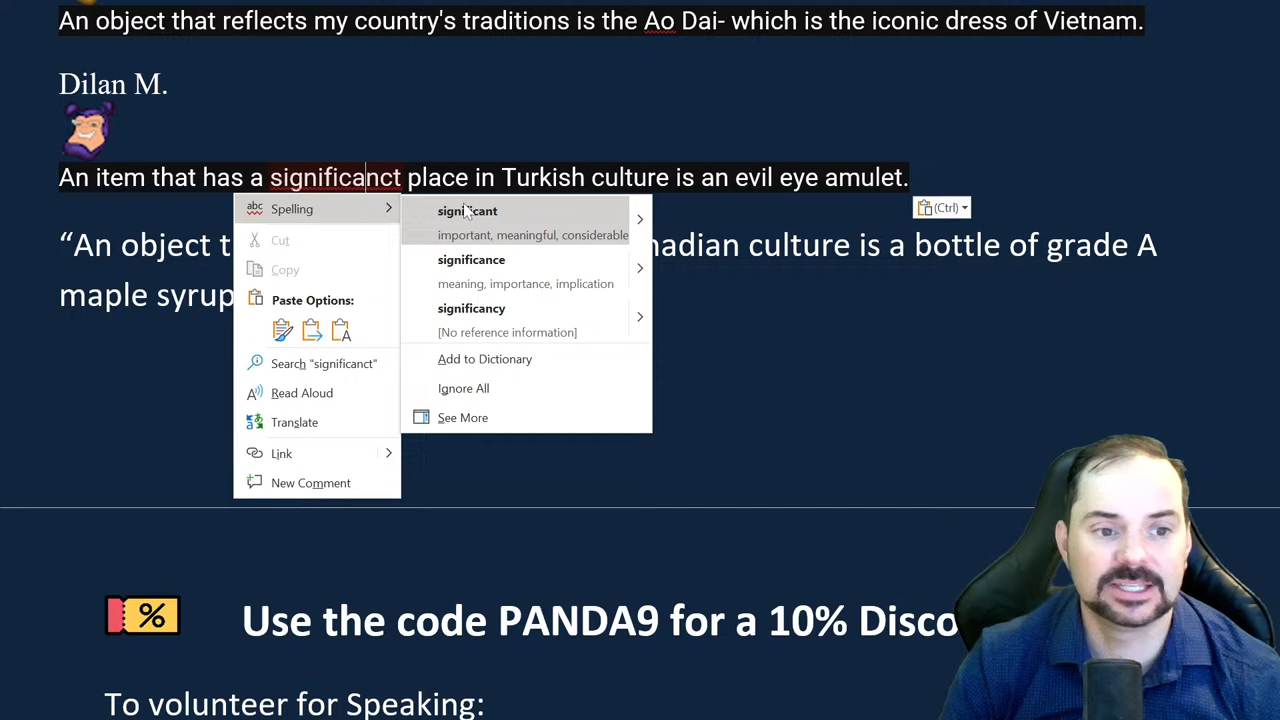 An object that reflects my country's traditions is the Ao Dai- which is the iconic dress of Vietnam.
Dilan M.
An item that has a significanct place in Turkish culture is an evil eye amulet.
(Ctrl)
“An object t
nadian culture is a bottle of grade A
maple syrup
abc Spelling
Cut
Copy
Paste Options:
A
Search "significanct"
Read Aloud
Translate
Link
New Comment
significant
important, meaningful, considerable
significance
meaning, importance, implication
significancy
[No reference information]
Add to Dictionary
Ignore All
See More
% Use the code PANDA9 for a 10% Disco
To volunteer for Speaking: